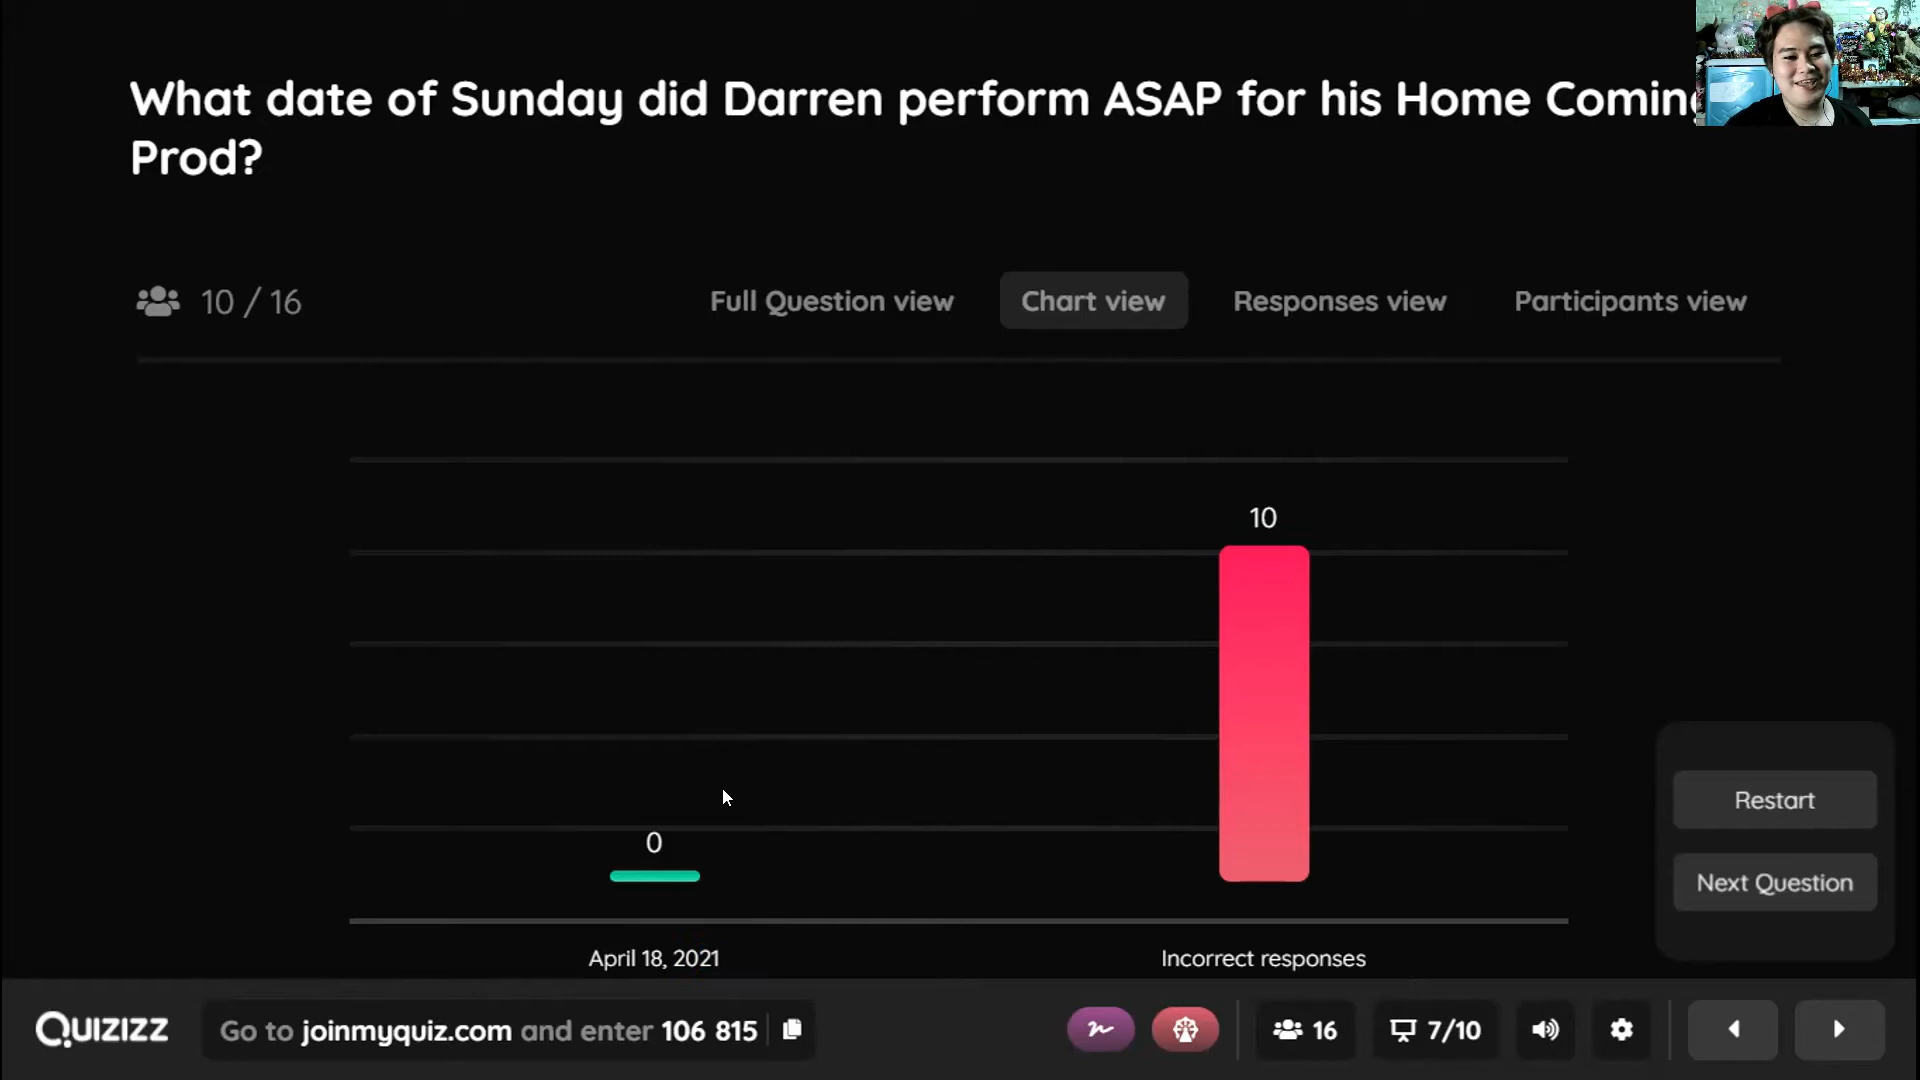 What date of Sunday did Darren perform ASAP for his Home Coming
Prod?
10 / 16
Full Question view
Chart view
Responses view
Participants view
10
0
April 18, 2021
Incorrect responses
Restart
Next Question
QUIZIZZ
Go to joinmyquiz.com and enter 106 815
16
7/10